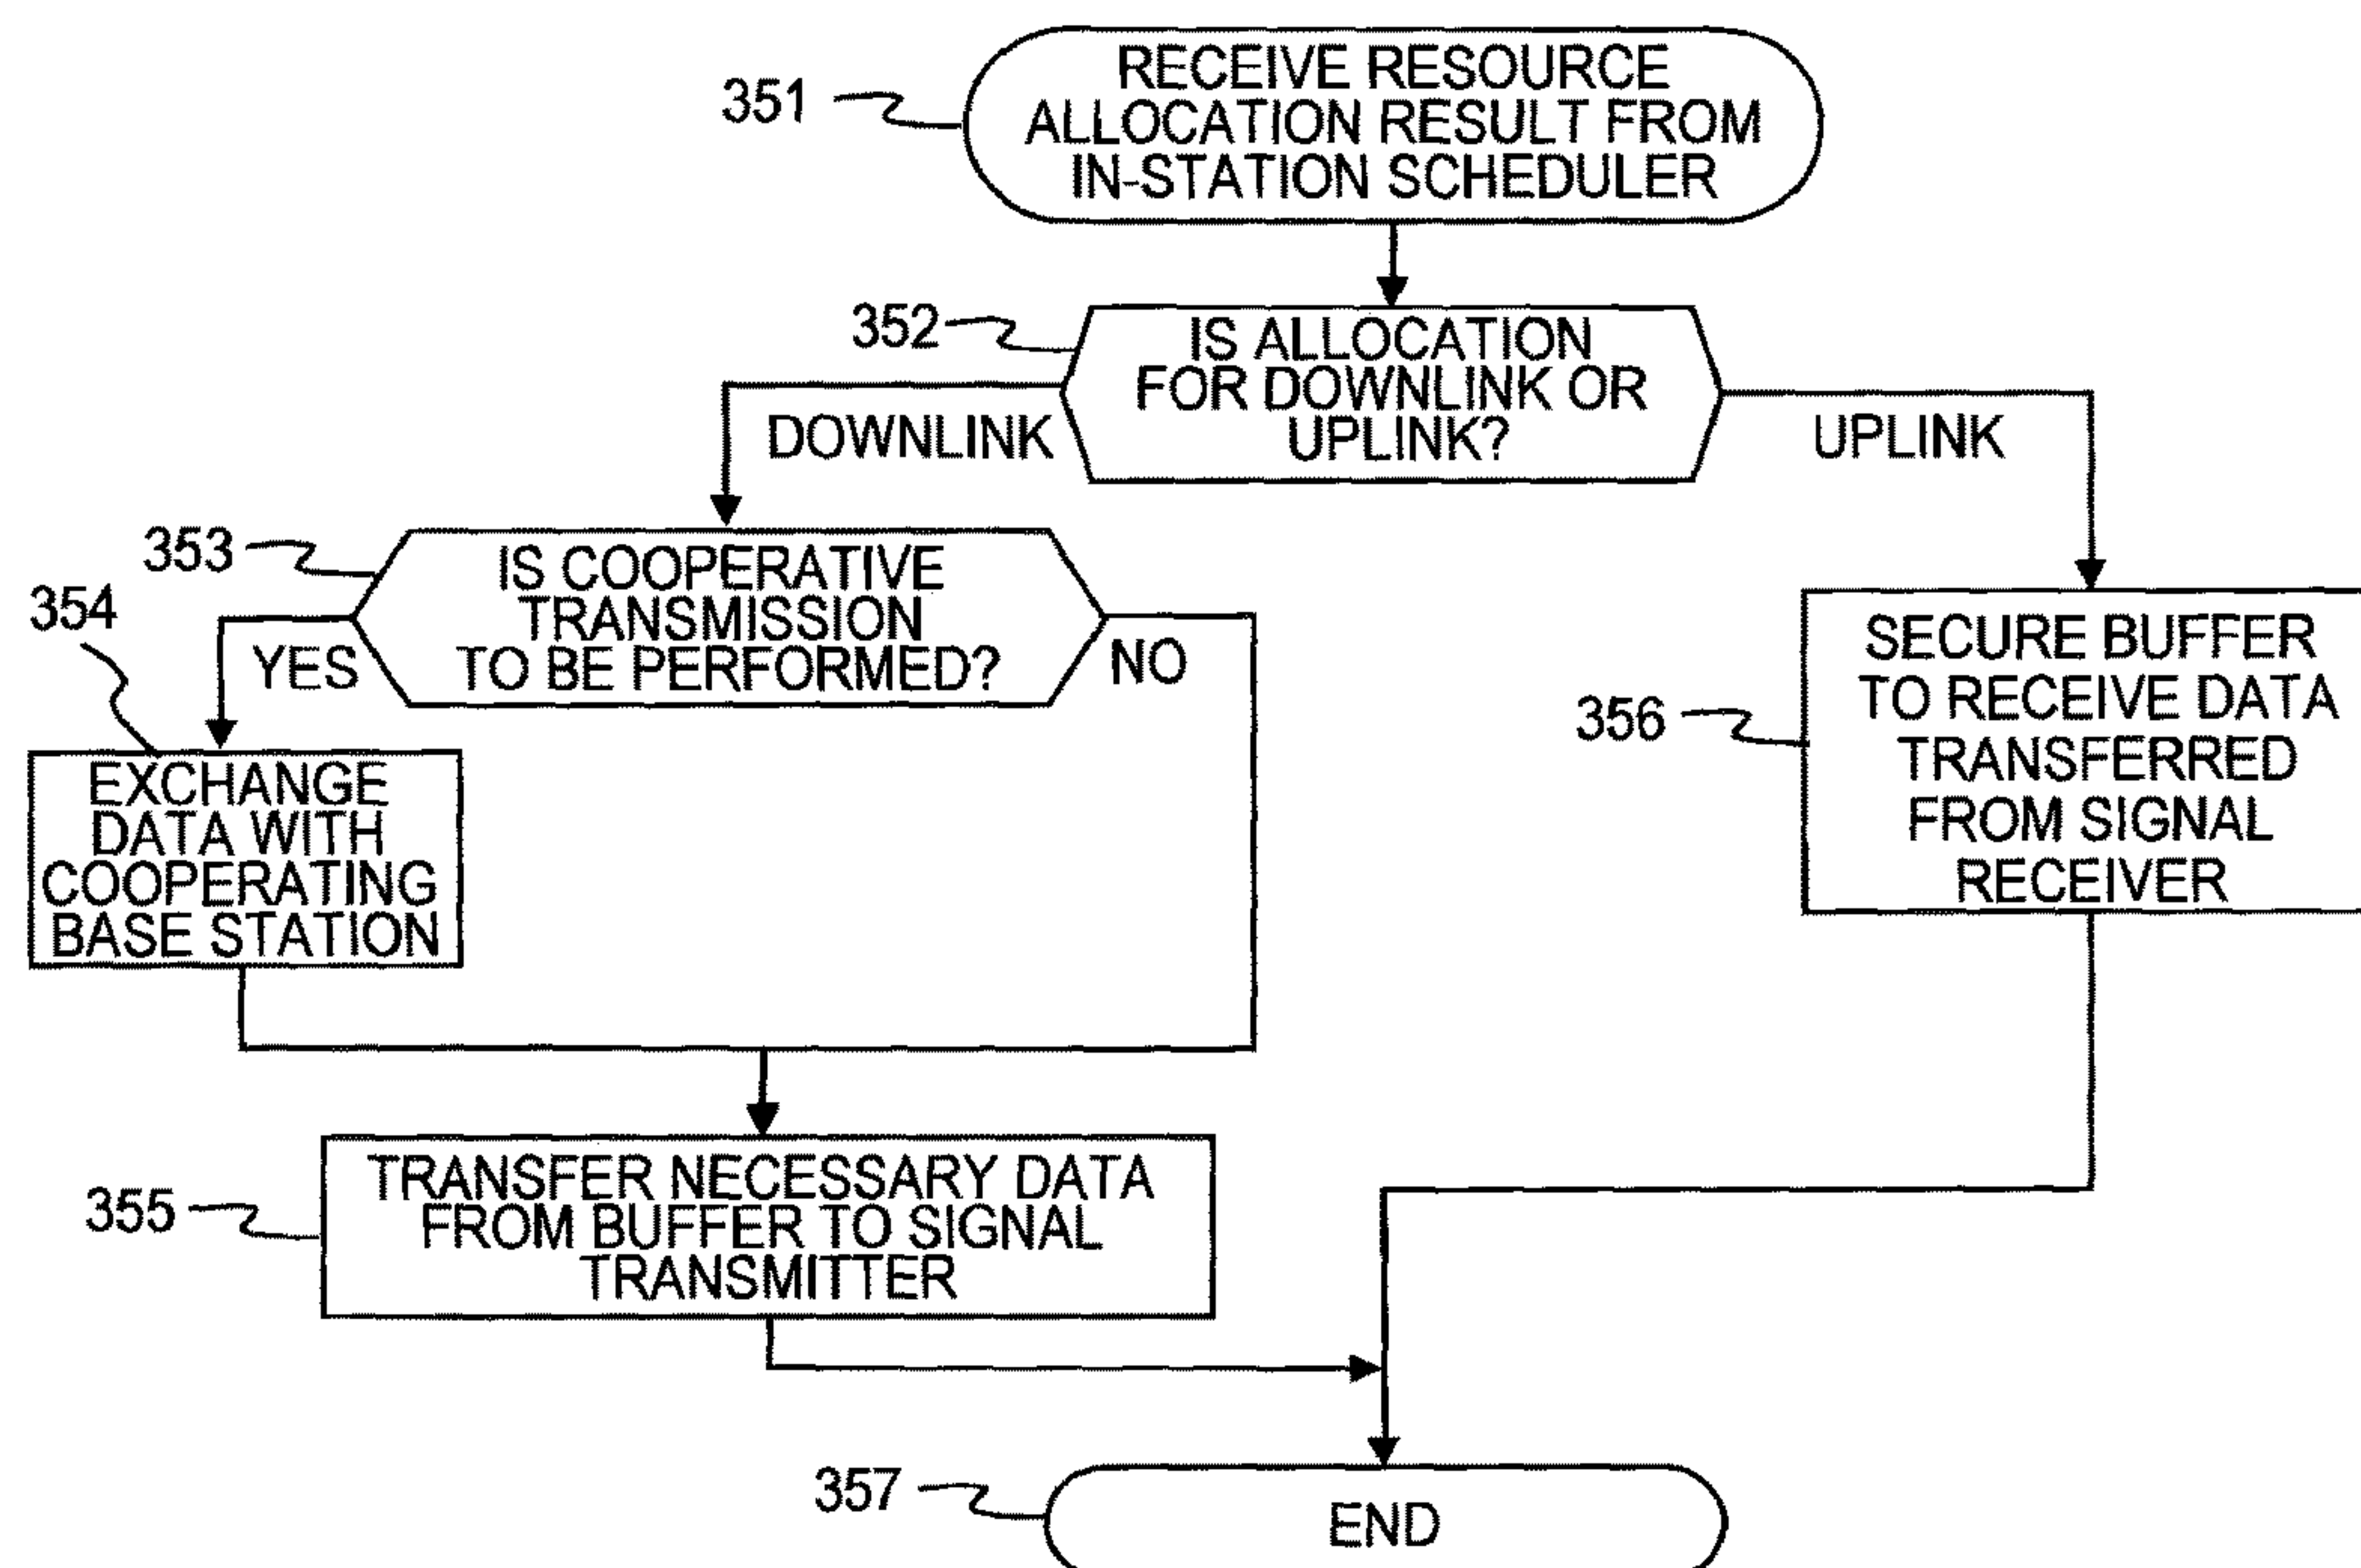 351
RECEIVE RESOURCE
ALLOCATION RESULT FROM
IN-STATION SCHEDULER
352
IS ALLOCATION
FOR DOWNLINK OR
UPLINK?
DOWNLINK
UPLINK
353
IS COOPERATIVE
TRANSMISSION
TO BE PERFORMED?
YES
NO
354
EXCHANGE
DATA WITH
COOPERATING
BASE STATION
356
SECURE BUFFER
TO RECEIVE DATA
TRANSFERRED
FROM SIGNAL
RECEIVER
355
TRANSFER NECESSARY DATA
FROM BUFFER TO SIGNAL
TRANSMITTER
357
END